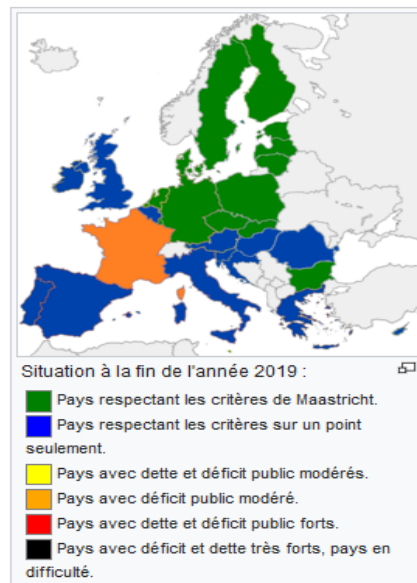 Situation à la fin de l'année 2019 :
Pays respectant les critères de Maastricht.
Pays respectant les critères sur un point
seulement.
Pays avec dette et déficit public modérés.
Pays avec déficit public modéré.
Pays avec dette et déficit public forts.
Pays avec déficit et dette très forts, pays en
difficulté.